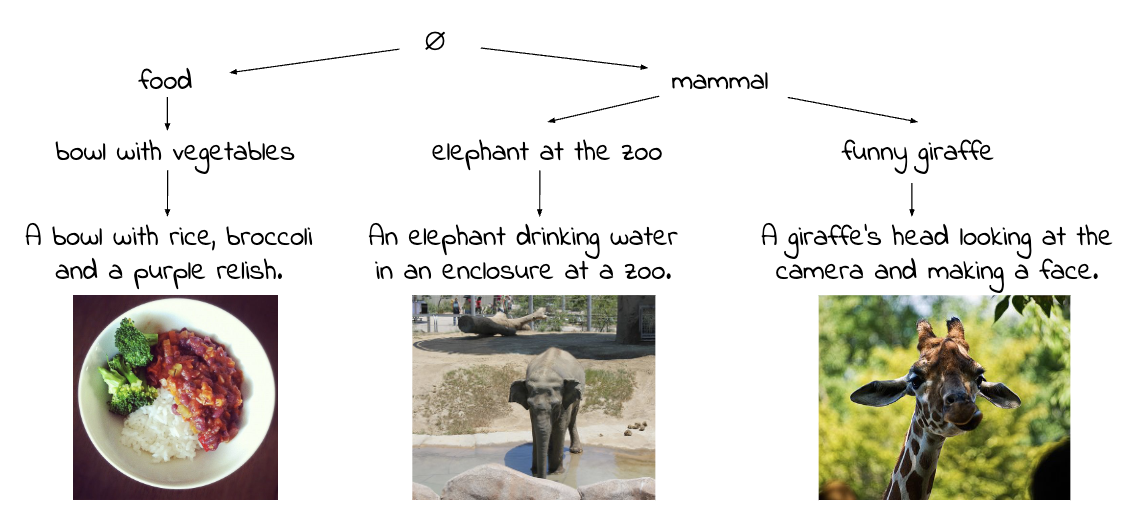 ∅
food
mammal
bowl with vegetables
elephant at the zoo
funny giraffe
A bowl with rice, broccoli
and a purple relish.
An elephant drinking water
in an enclosure at a zoo.
A giraffe's head looking at the
camera and making a face.